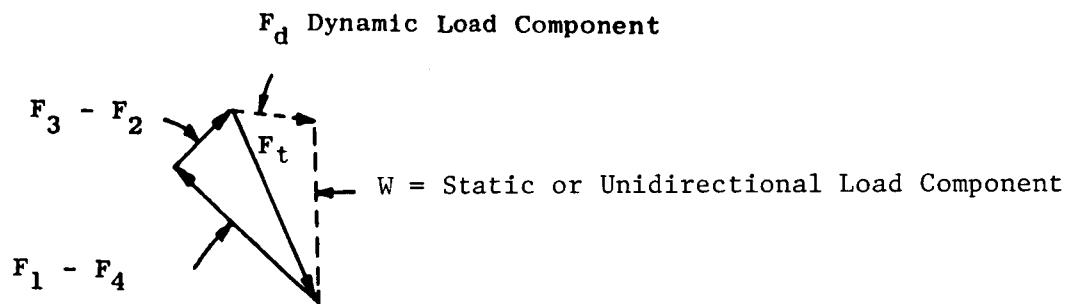 F_d Dynamic Load Component
F_3 - F_2
F_t
W = Static or Unidirectional Load Component
F_1 - F_4